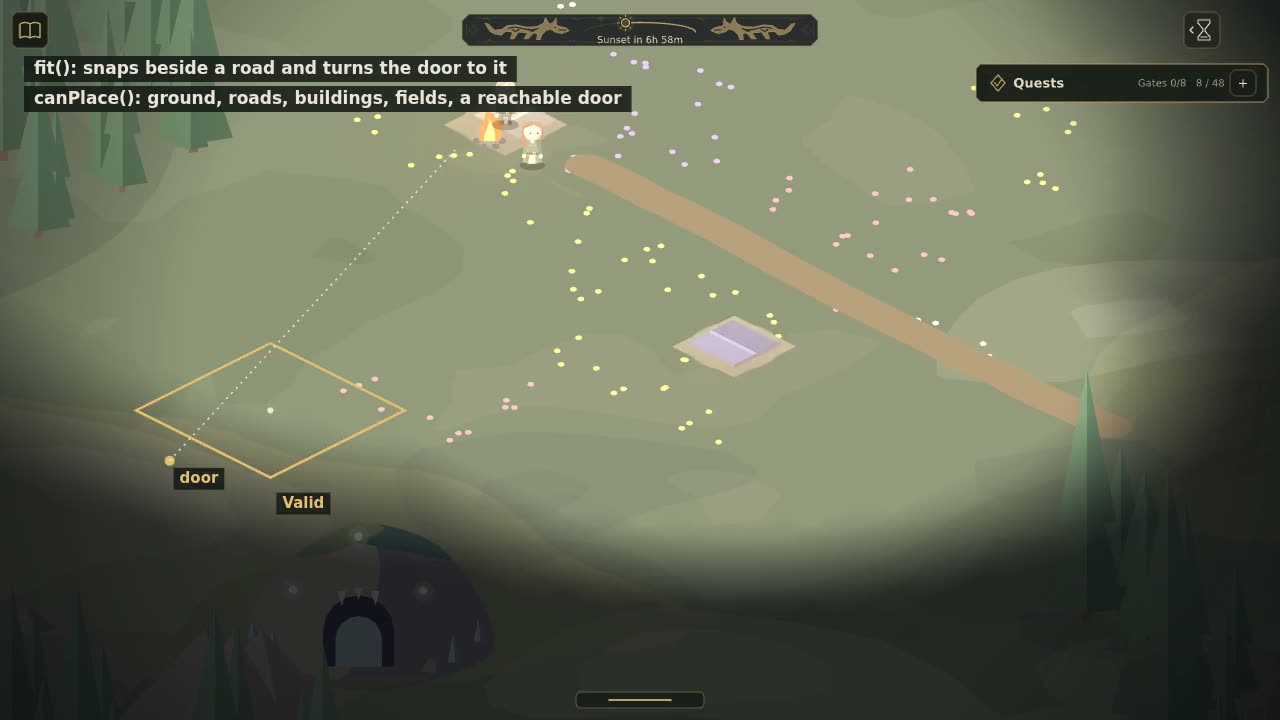 Sunset in 6h 58m
fit(): snaps beside a road and turns the door to it
canPlace(): ground, roads, buildings, fields, a reachable door
Quests Gates 0/8 8 / 48 +
door
Valid